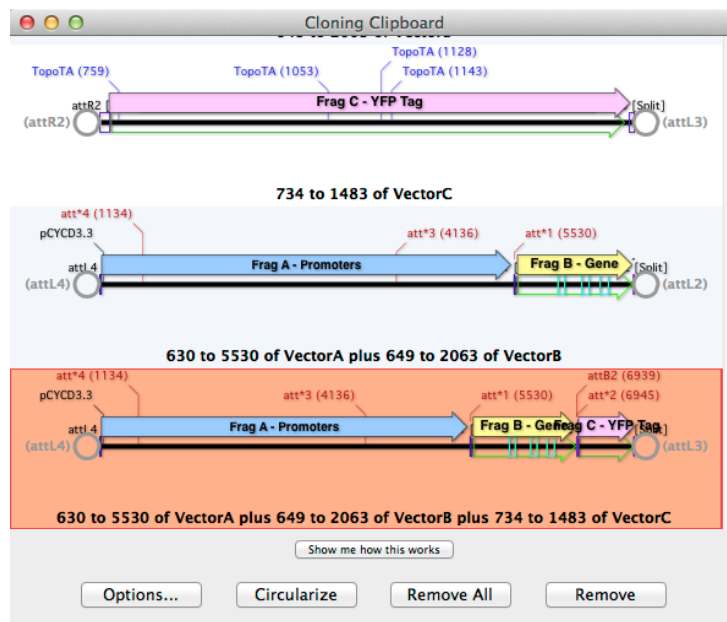 Cloning Clipboard
TopoTA (1128)
TopoTA (759)
TopoTA (1053)
TopoTA (1143)
attR2
Frag C - YFP Tag
[Split]
(attR2)
(attL3)
734 to 1483 of VectorC
att*4 (1134)
pCYCD3.3
att*3 (4136)
att*1 (5530)
attL4
Frag A - Promoters
Frag B - Gene
[Split]
(attL4)
(attL2)
630 to 5530 of VectorA plus 649 to 2063 of VectorB
att*4 (1134)
attB2 (6939)
pCYCD3.3
att*3 (4136)
att*1 (5530)
att*2 (6945)
attL4
Frag A - Promoters
Frag B - Gene
Frag C - YFP Tag
(attL4)
(attL3)
630 to 5530 of VectorA plus 649 to 2063 of VectorB plus 734 to 1483 of VectorC
Show me how this works
Options...
Circularize
Remove All
Remove